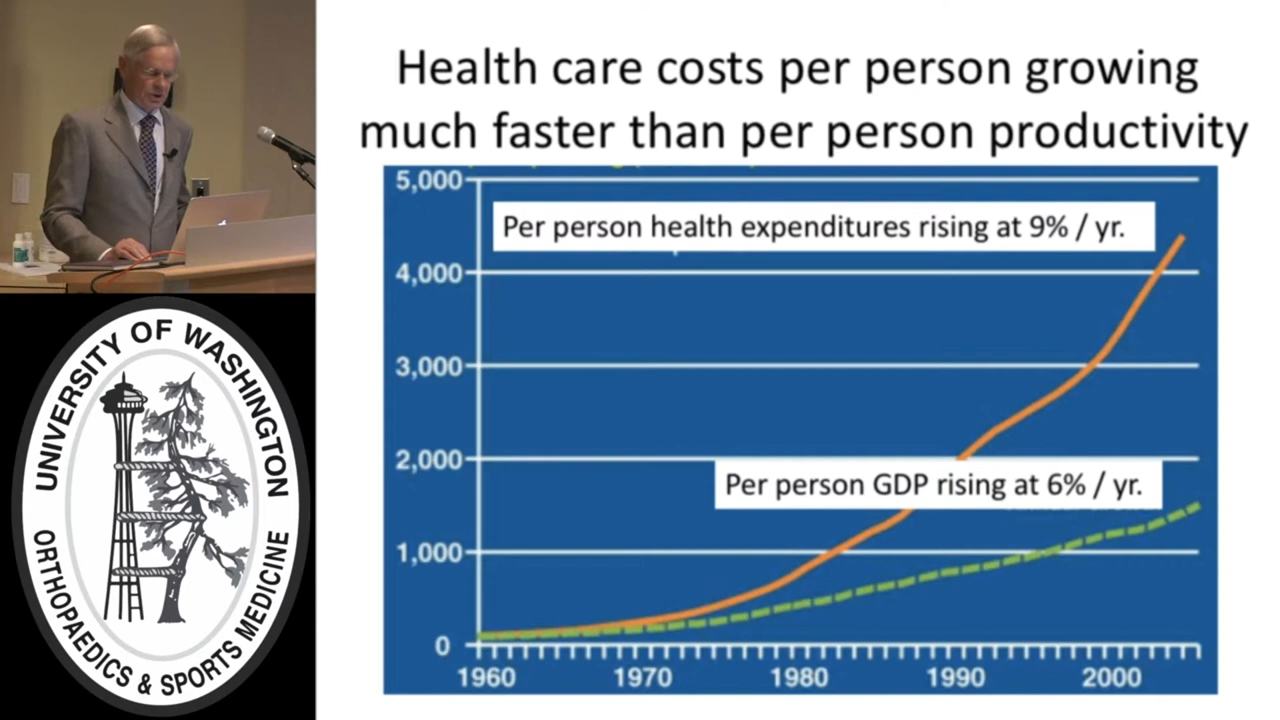 Health care costs per person growing
much faster than per person productivity
5,000
Per person health expenditures rising at 9% / yr.
4,000
3,000
2,000
Per person GDP rising at 6% / yr.
1,000
0
1960 1970 1980 1990 2000
UNIVERSITY OF WASHINGTON
ORTHOPAEDICS & SPORTS MEDICINE